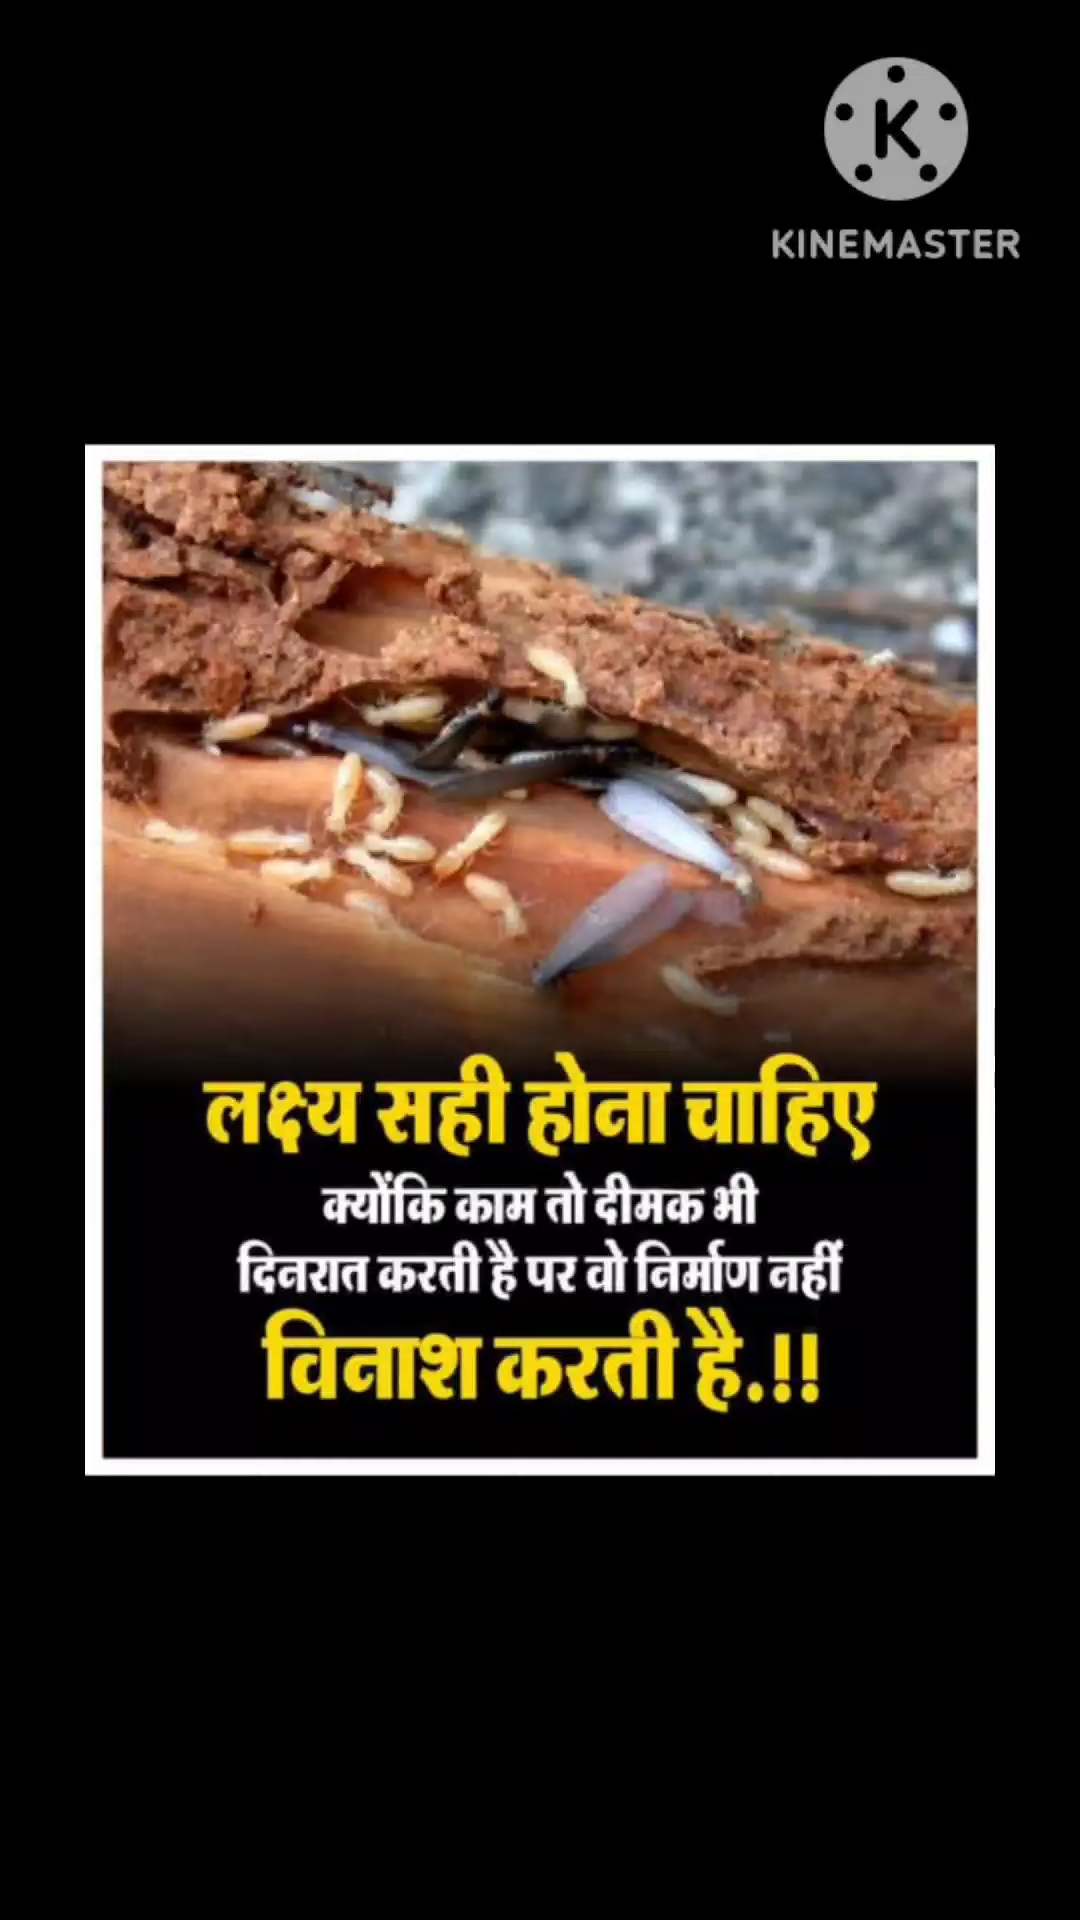 KINEMASTER
लक्ष्य सही होना चाहिए
क्योंकि काम तो दीमक भी
दिनरात करती है पर वो निर्माण नहीं
विनाश करती है.!!